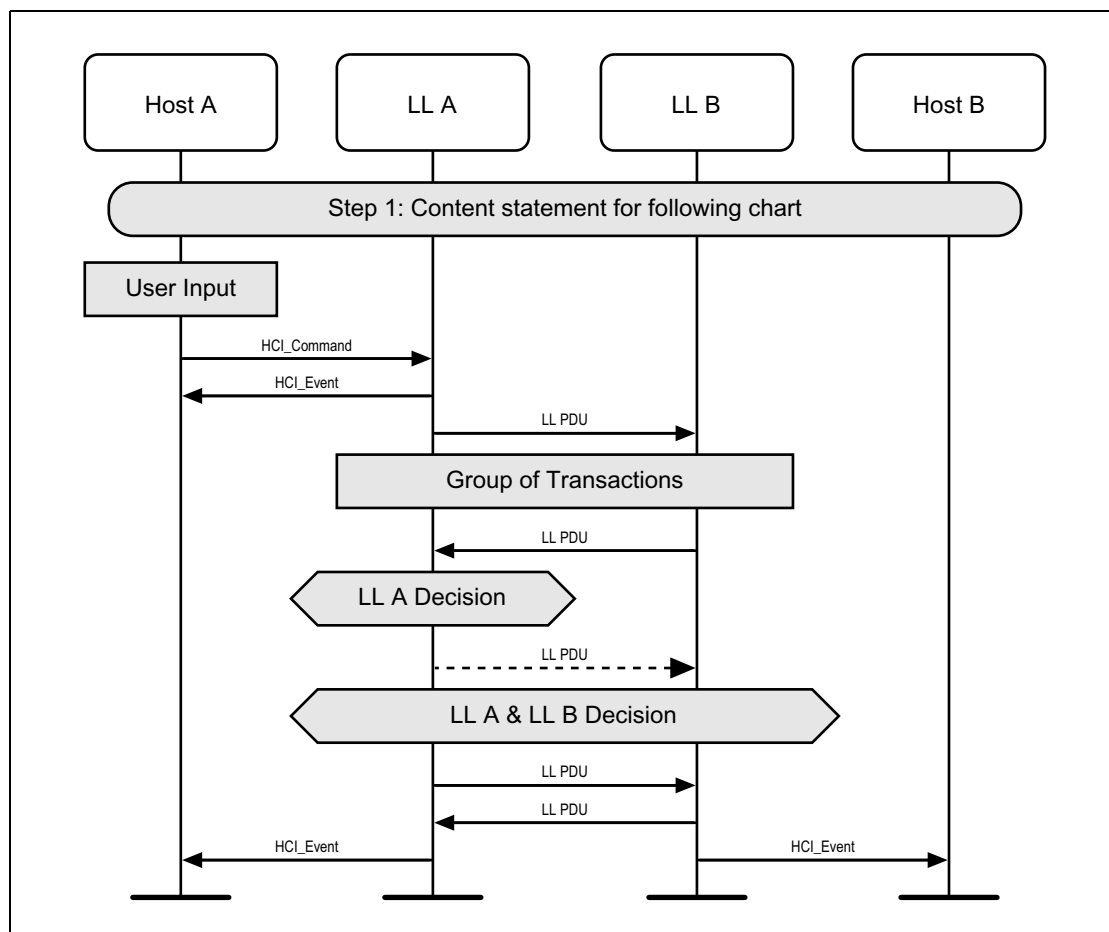 Host A
LL A
LL B
Host B
Step 1: Content statement for following chart
User Input
HCI_Command
HCI_Event
LL PDU
Group of Transactions
LL PDU
LL A Decision
LL PDU
LL A & LL B Decision
LL PDU
LL PDU
HCI_Event
HCI_Event